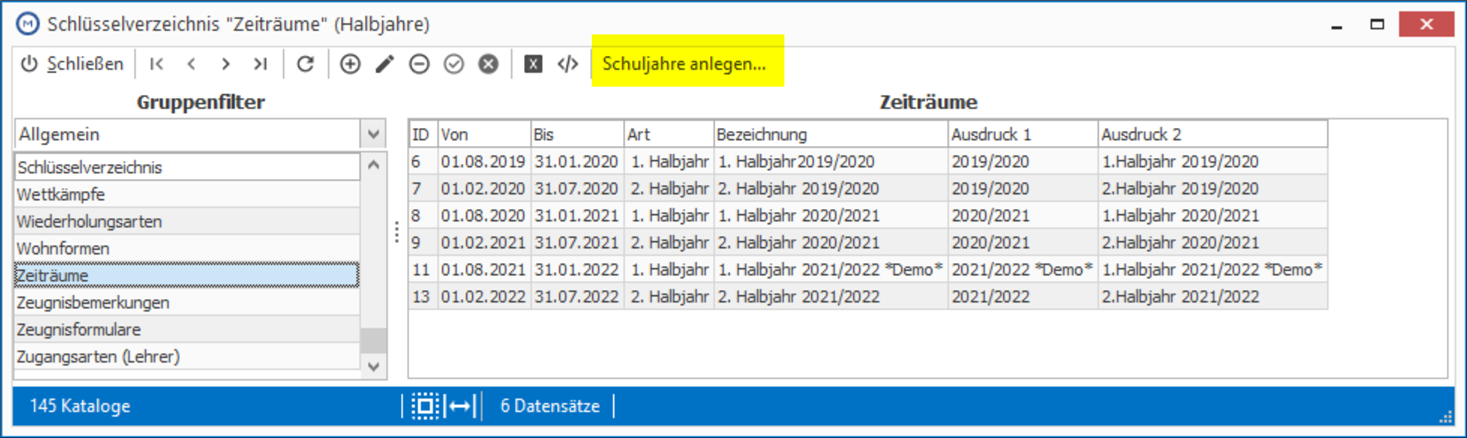 Schlüsselverzeichnis "Zeiträume" (Halbjahre)
Schließen Schuljahre anlegen...
Gruppenfilter
Allgemein
Schlüsselverzeichnis
Wettkämpfe
Wiederholungsarten
Wohnformen
Zeiträume
Zeugnisbemerkungen
Zeugnisformulare
Zugangsarten (Lehrer)
Zeiträume
ID Von Bis Art Bezeichnung Ausdruck 1 Ausdruck 2
6 01.08.2019 31.01.2020 1. Halbjahr 1. Halbjahr2019/2020 2019/2020 1.Halbjahr 2019/2020
7 01.02.2020 31.07.2020 2. Halbjahr 2. Halbjahr 2019/2020 2019/2020 2.Halbjahr 2019/2020
8 01.08.2020 31.01.2021 1. Halbjahr 1. Halbjahr 2020/2021 2020/2021 1.Halbjahr 2020/2021
9 01.02.2021 31.07.2021 2. Halbjahr 2. Halbjahr 2020/2021 2020/2021 2.Halbjahr 2020/2021
11 01.08.2021 31.01.2022 1. Halbjahr 1. Halbjahr 2021/2022 *Demo* 2021/2022 *Demo* 1.Halbjahr 2021/2022 *Demo*
13 01.02.2022 31.07.2022 2. Halbjahr 2. Halbjahr 2021/2022 2021/2022 2.Halbjahr 2021/2022
145 Kataloge 6 Datensätze